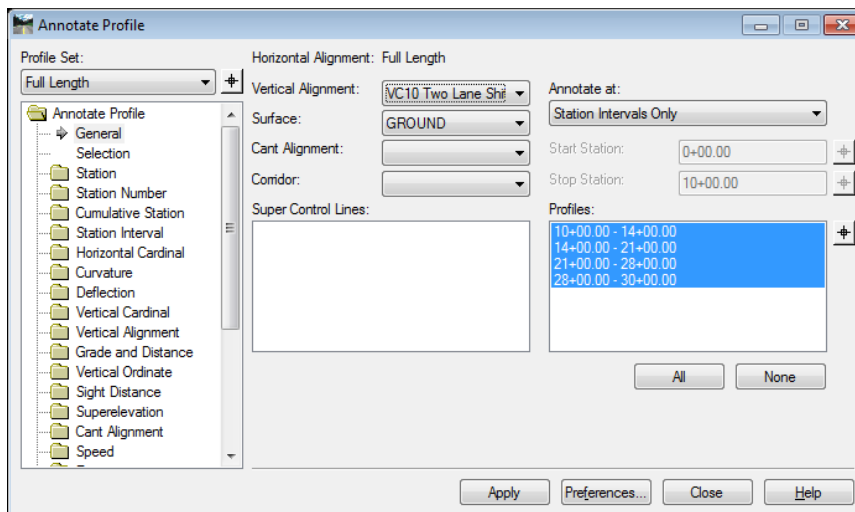 Annotate Profile
Profile Set:
Full Length
Annotate Profile
General
Selection
Station
Station Number
Cumulative Station
Station Interval
Horizontal Cardinal
Curvature
Deflection
Vertical Cardinal
Vertical Alignment
Grade and Distance
Vertical Ordinate
Sight Distance
Superelevation
Cant Alignment
Speed
Horizontal Alignment: Full Length
Vertical Alignment: VC10 Two Lane Shi
Surface: GROUND
Cant Alignment:
Corridor:
Super Control Lines:
Annotate at:
Station Intervals Only
Start Station: 0+00.00
Stop Station: 10+00.00
Profiles:
10+00.00 - 14+00.00
14+00.00 - 21+00.00
21+00.00 - 28+00.00
28+00.00 - 30+00.00
All None
Apply Preferences... Close Help